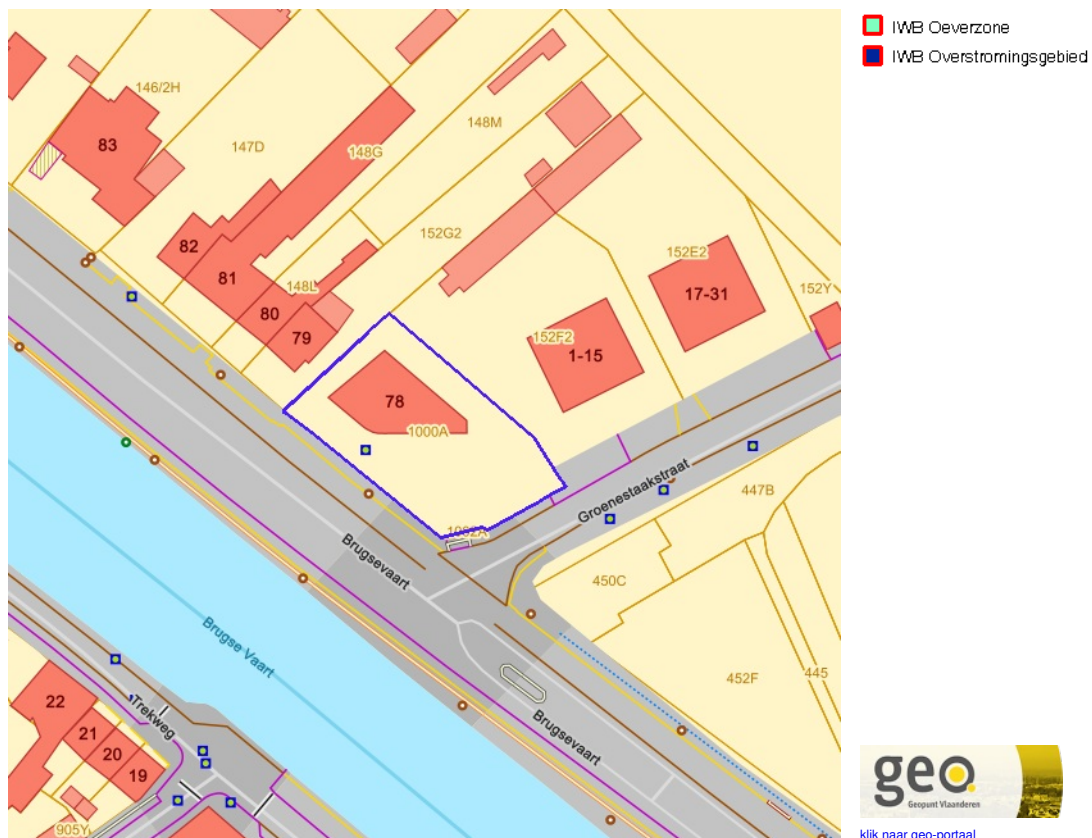 IWB Oeverzone
IWB Overstromingsgebied
146/2H
83
147D
148M
148G
82
152G2
152E2
81
17-31
148L
152Y
80
79
152F2
1-15
78
1000A
Groenestaakstraat
447B
1002A
Brugsevaart
450C
Brugse Vaart
452F
445
22
Trekweg
Brugsevaart
21
20
19
905Y
geo.
Geopunt Vlaanderen
klik naar geo-portaal